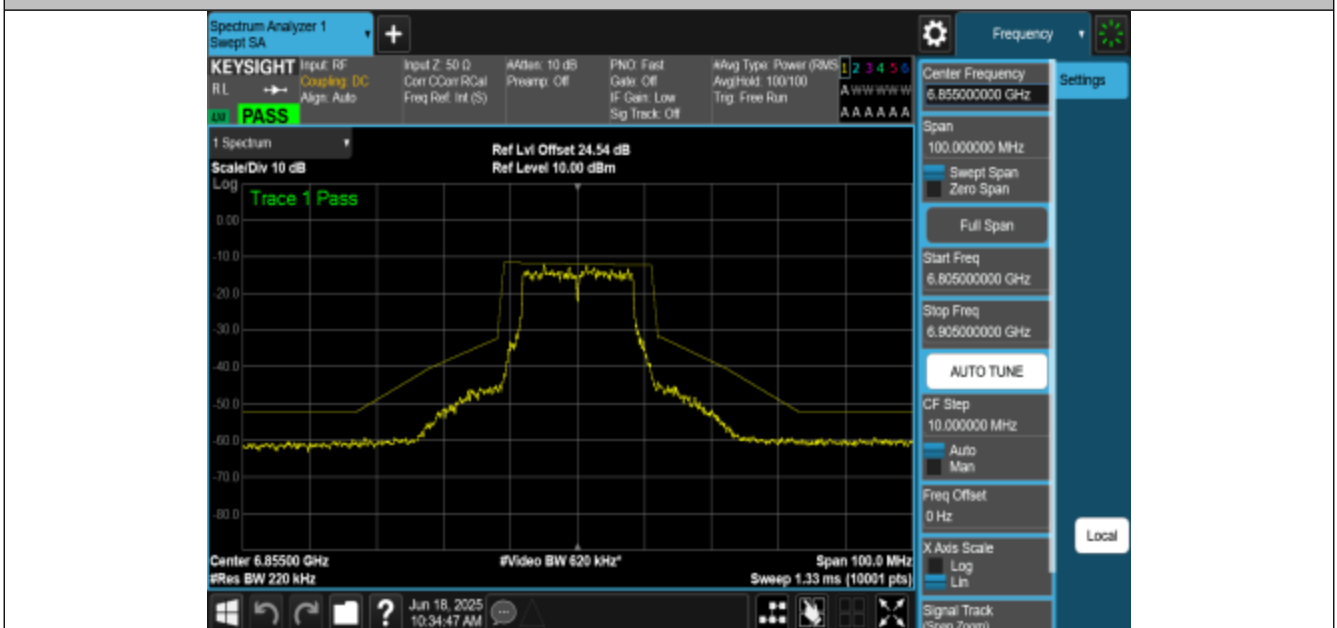 Spectrum Analyzer 1
Swept SA
Frequency
KEYSIGHT
RL
PASS
Input: RF
Coupling: DC
Align: Auto
Input Z: 50 Ω
Corr CCorr RCal
Freq Ref: Int (S)
#Atten: 10 dB
Preamp: Off
PNO: Fast
Gate: Off
IF Gain: Low
Sig Track: Off
#Avg Type: Power (RMS
Avg|Hold: 100/100
Trig: Free Run
1 2 3 4 5 6
A W W W W W
A A A A A A
1 Spectrum
Scale/Div 10 dB
Ref Lvl Offset 24.54 dB
Ref Level 10.00 dBm
Log
Trace 1 Pass
0.00
-10.0
-20.0
-30.0
-40.0
-50.0
-60.0
-70.0
-80.0
Center 6.85500 GHz
#Res BW 220 kHz
#Video BW 620 kHz*
Span 100.0 MHz
Sweep 1.33 ms (10001 pts)
?
Jun 18, 2025
10:34:47 AM
Center Frequency
6.855000000 GHz
Settings
Span
100.000000 MHz
Swept Span
Zero Span
Full Span
Start Freq
6.805000000 GHz
Stop Freq
6.905000000 GHz
AUTO TUNE
CF Step
10.000000 MHz
Auto
Man
Freq Offset
0 Hz
X Axis Scale
Log
Lin
Local
Signal Track
(Span Zoom)